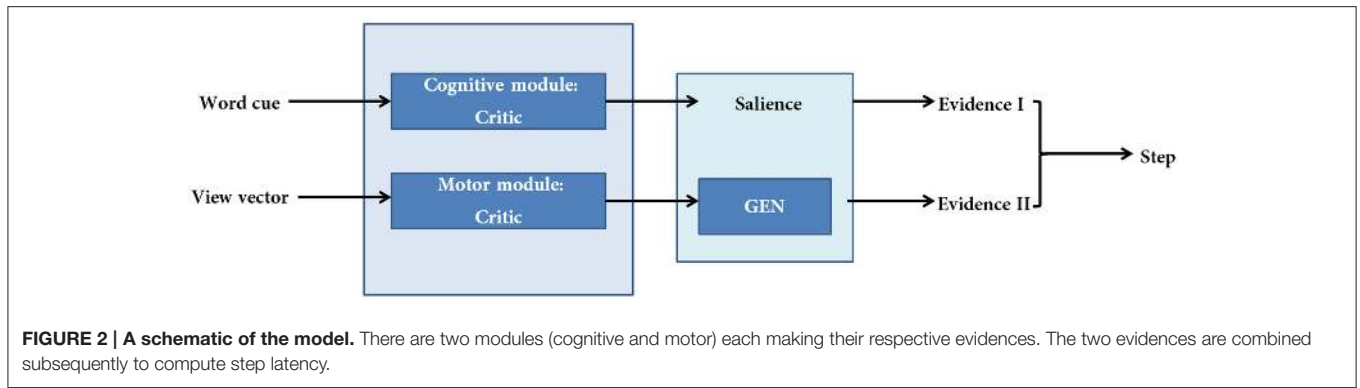 Word cue
Cognitive module:
Critic
Salience
Evidence I
Step
View vector
Motor module:
Critic
GEN
Evidence II
FIGURE 2 | A schematic of the model. There are two modules (cognitive and motor) each making their respective evidences. The two evidences are combined
subsequently to compute step latency.